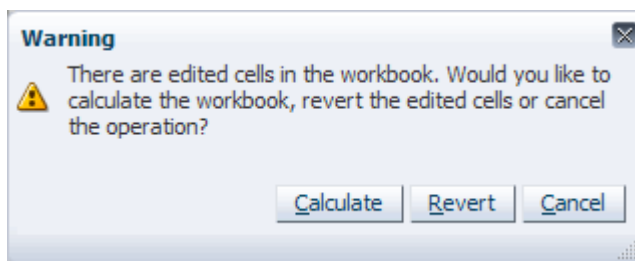 Warning
There are edited cells in the workbook. Would you like to
calculate the workbook, revert the edited cells or cancel
the operation?
Calculate Revert Cancel